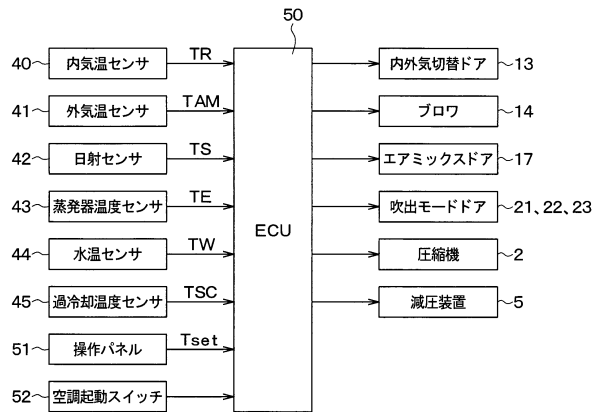 50
40 内気温センサ TR 内外気切替ドア 13
41 外気温センサ TAM ブロワ 14
42 日射センサ TS エアミックスドア 17
43 蒸発器温度センサ TE 吹出モードドア 21、22、23
ECU
44 水温センサ TW 圧縮機 2
45 過冷却温度センサ TSC 減圧装置 5
51 操作パネル Tset
52 空調起動スイッチ